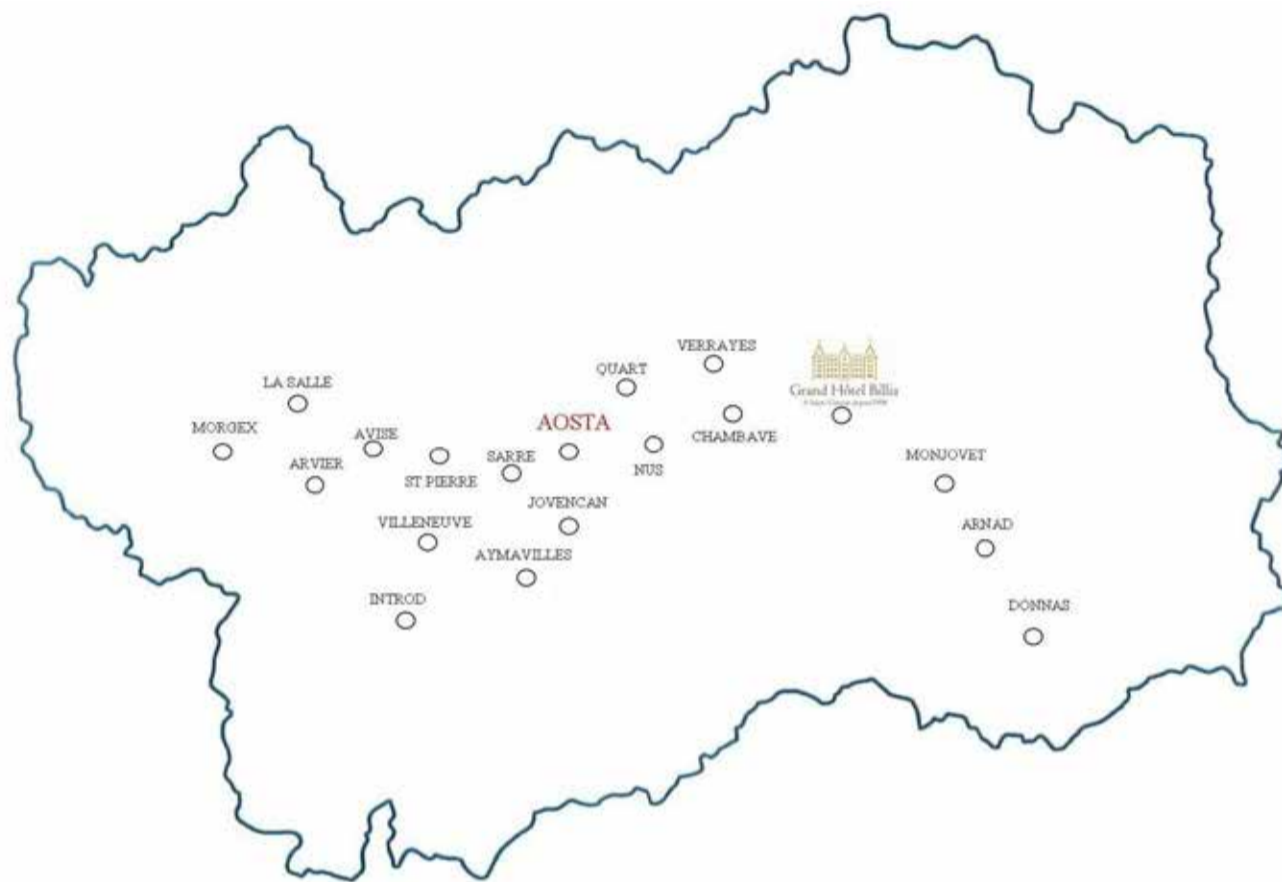 VERRAYES
QUART
Grand Hôtel Billia
LA SALLE
AOSTA
MORGEX
AVISE
CHAMBAVE
ARVIER
ST PIERRE
SARRE
NUS
MONJOVET
JOVENCAN
VILLENEUVE
ARNAD
AYMAVILLES
INTROD
DONNAS